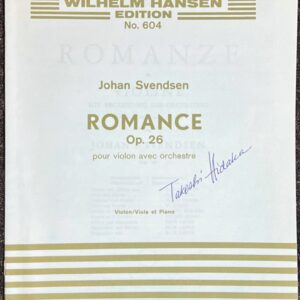 WILHELM HANSEN
EDITION
No. 604
ROMANZE
Johan Svendsen
ROMANCE
Op. 26
pour violon avec orchestre
Takeshi Hidaka
Violon/Viola et Piano